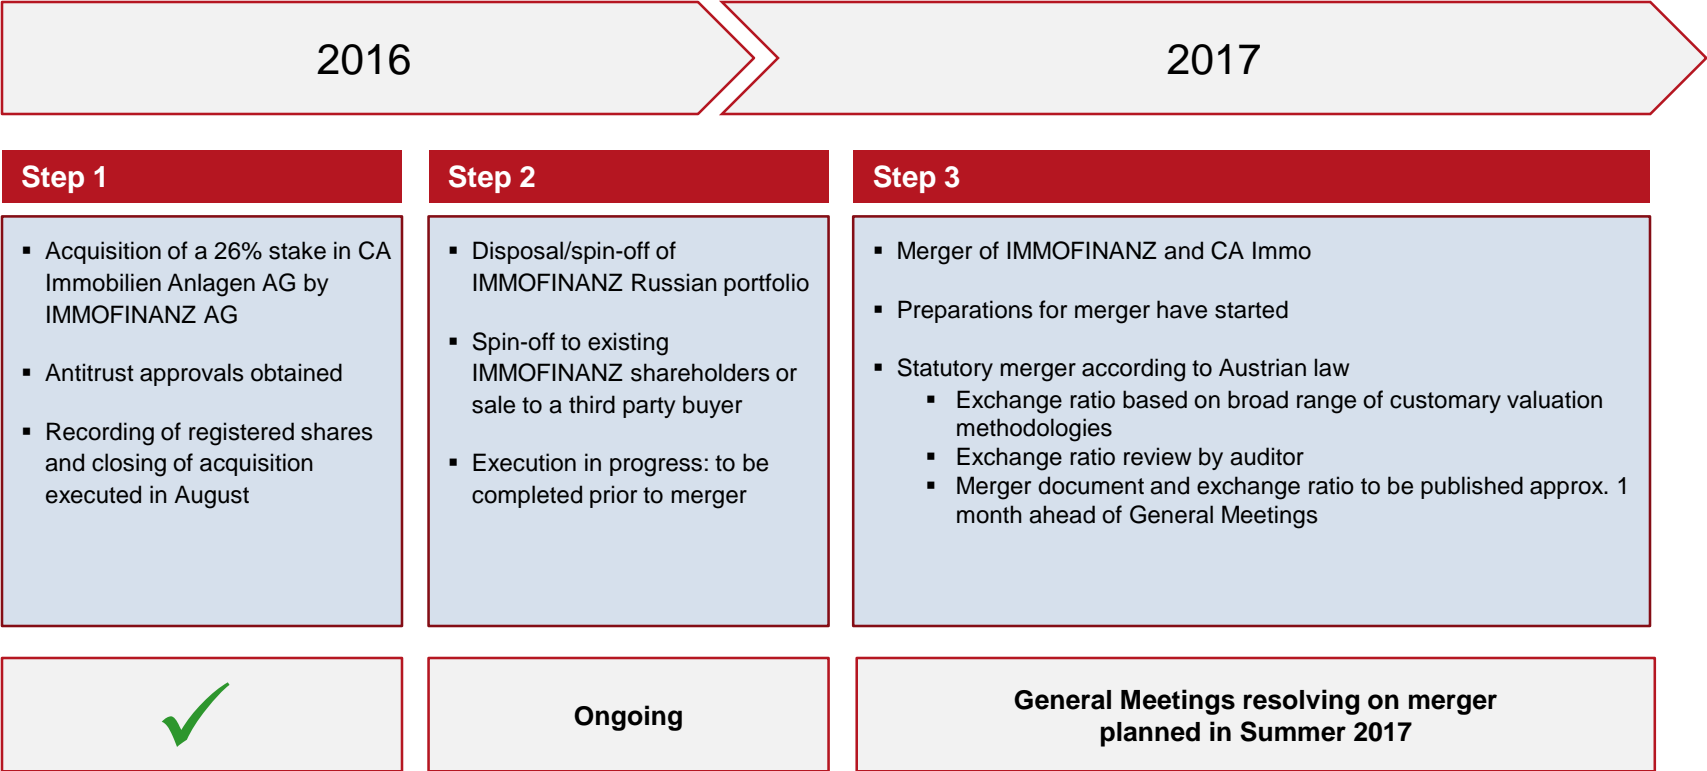 2016
2017
Step 1
▪ Acquisition of a 26% stake in CA
Immobilien Anlagen AG by
IMMOFINANZ AG
▪ Antitrust approvals obtained
▪ Recording of registered shares
and closing of acquisition
executed in August
Step 2
▪ Disposal/spin-off of
IMMOFINANZ Russian portfolio
▪ Spin-off to existing
IMMOFINANZ shareholders or
sale to a third party buyer
▪ Execution in progress: to be
completed prior to merger
Step 3
▪ Merger of IMMOFINANZ and CA Immo
▪ Preparations for merger have started
▪ Statutory merger according to Austrian law
▪ Exchange ratio based on broad range of customary valuation
methodologies
▪ Exchange ratio review by auditor
▪ Merger document and exchange ratio to be published approx. 1
month ahead of General Meetings
Ongoing
General Meetings resolving on merger
planned in Summer 2017